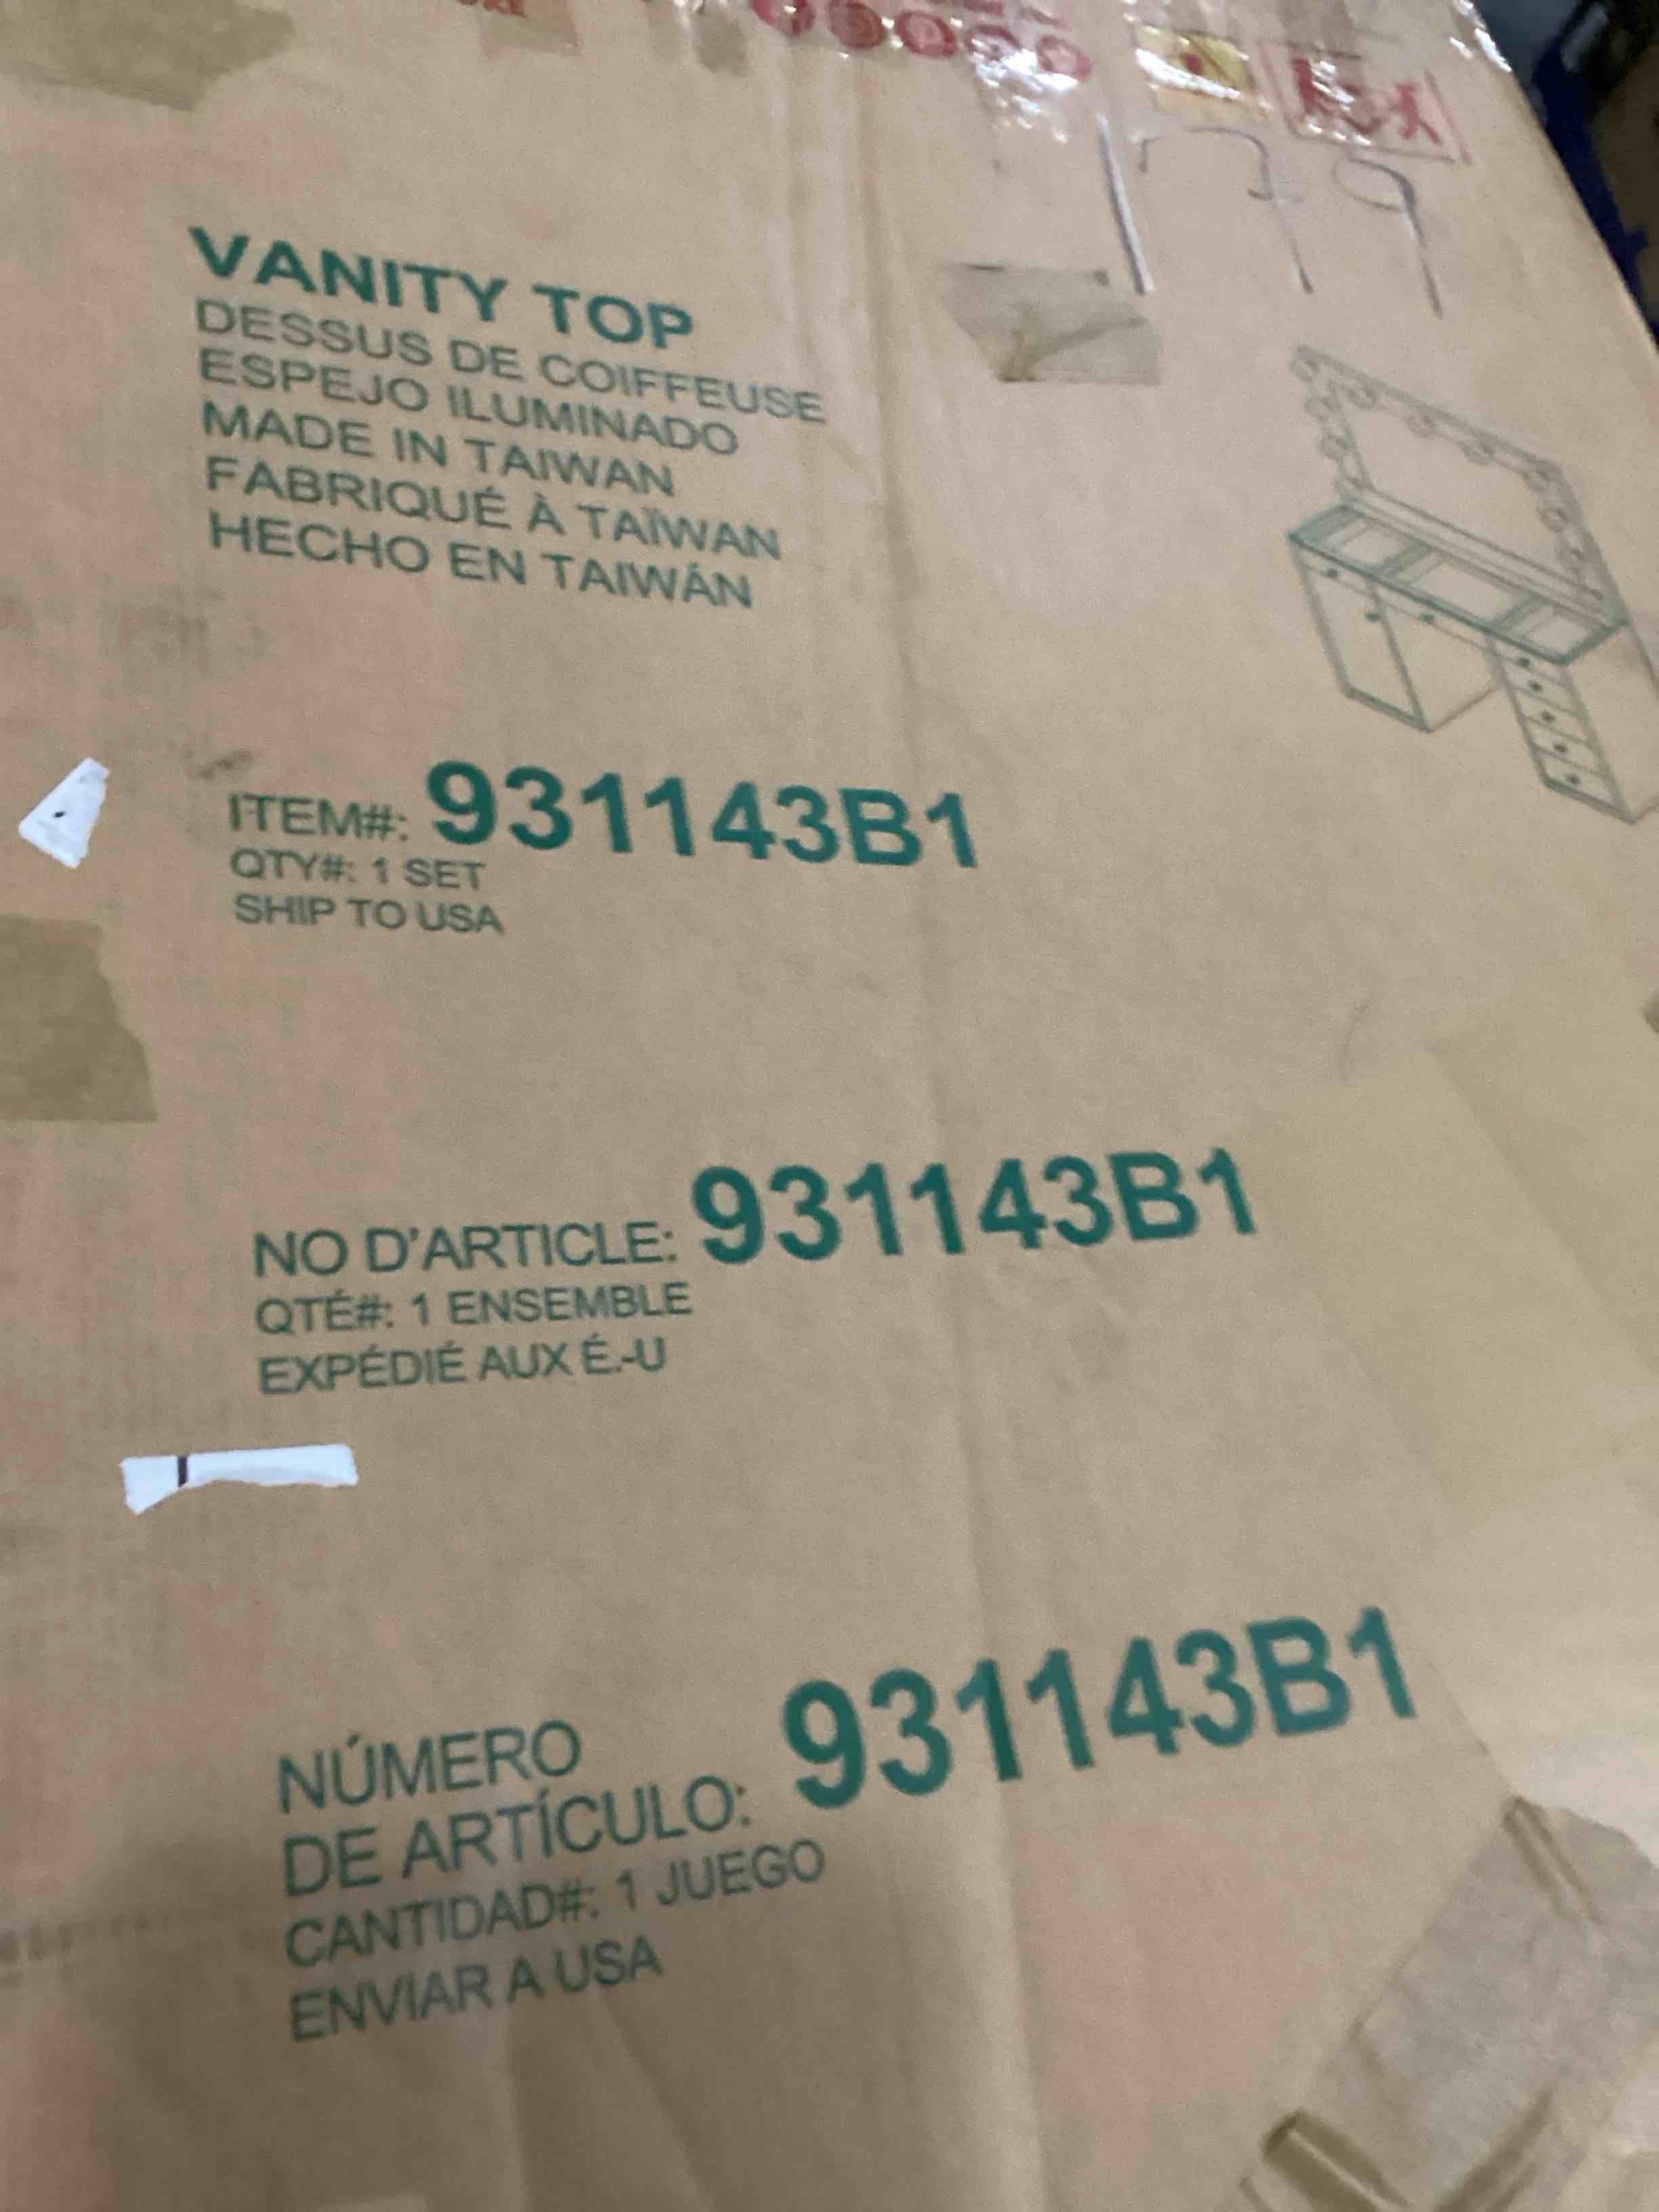 179
VANITY TOP
DESSUS DE COIFFEUSE
ESPEJO ILUMINADO
MADE IN TAIWAN
FABRIQUÉ À TAÏWAN
HECHO EN TAIWÁN
ITEM#: 931143B1
QTY#: 1 SET
SHIP TO USA
NO D'ARTICLE: 931143B1
QTÉ#: 1 ENSEMBLE
EXPÉDIÉ AUX É.-U
NÚMERO
DE ARTÍCULO: 931143B1
CANTIDAD#: 1 JUEGO
ENVIAR A USA